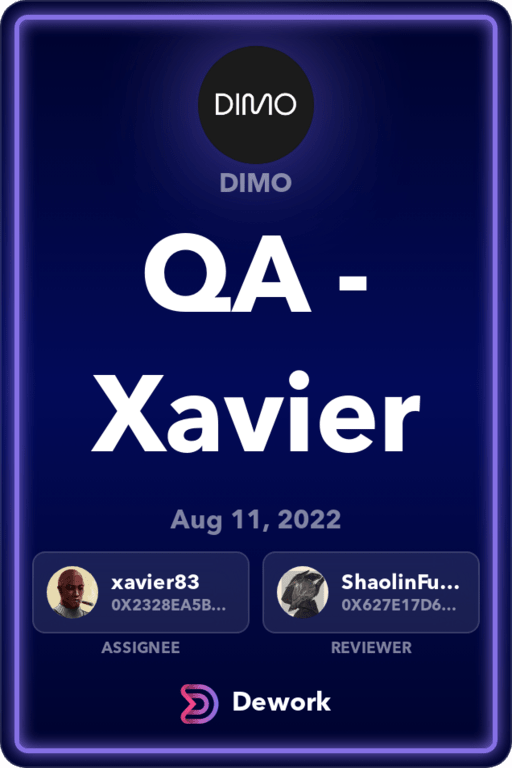 DIMO
DIMO
QA -
Xavier
Aug 11, 2022
xavier83
0X2328EA5B...
ASSIGNEE
ShaolinFu...
0X627E17D6...
REVIEWER
Dework